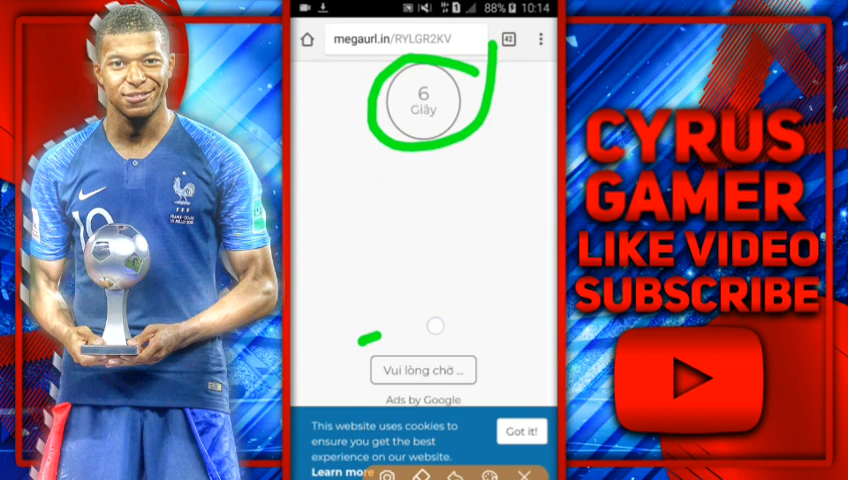 88% 10:14
megaurl.in/RYLGR2KV
42
6
Giây
Vui lòng chờ ...
Ads by Google
This website uses cookies to
ensure you get the best
experience on our website.
Learn more
Got it!
FFF
10
CYRUS
GAMER
LIKE VIDEO
SUBSCRIBE